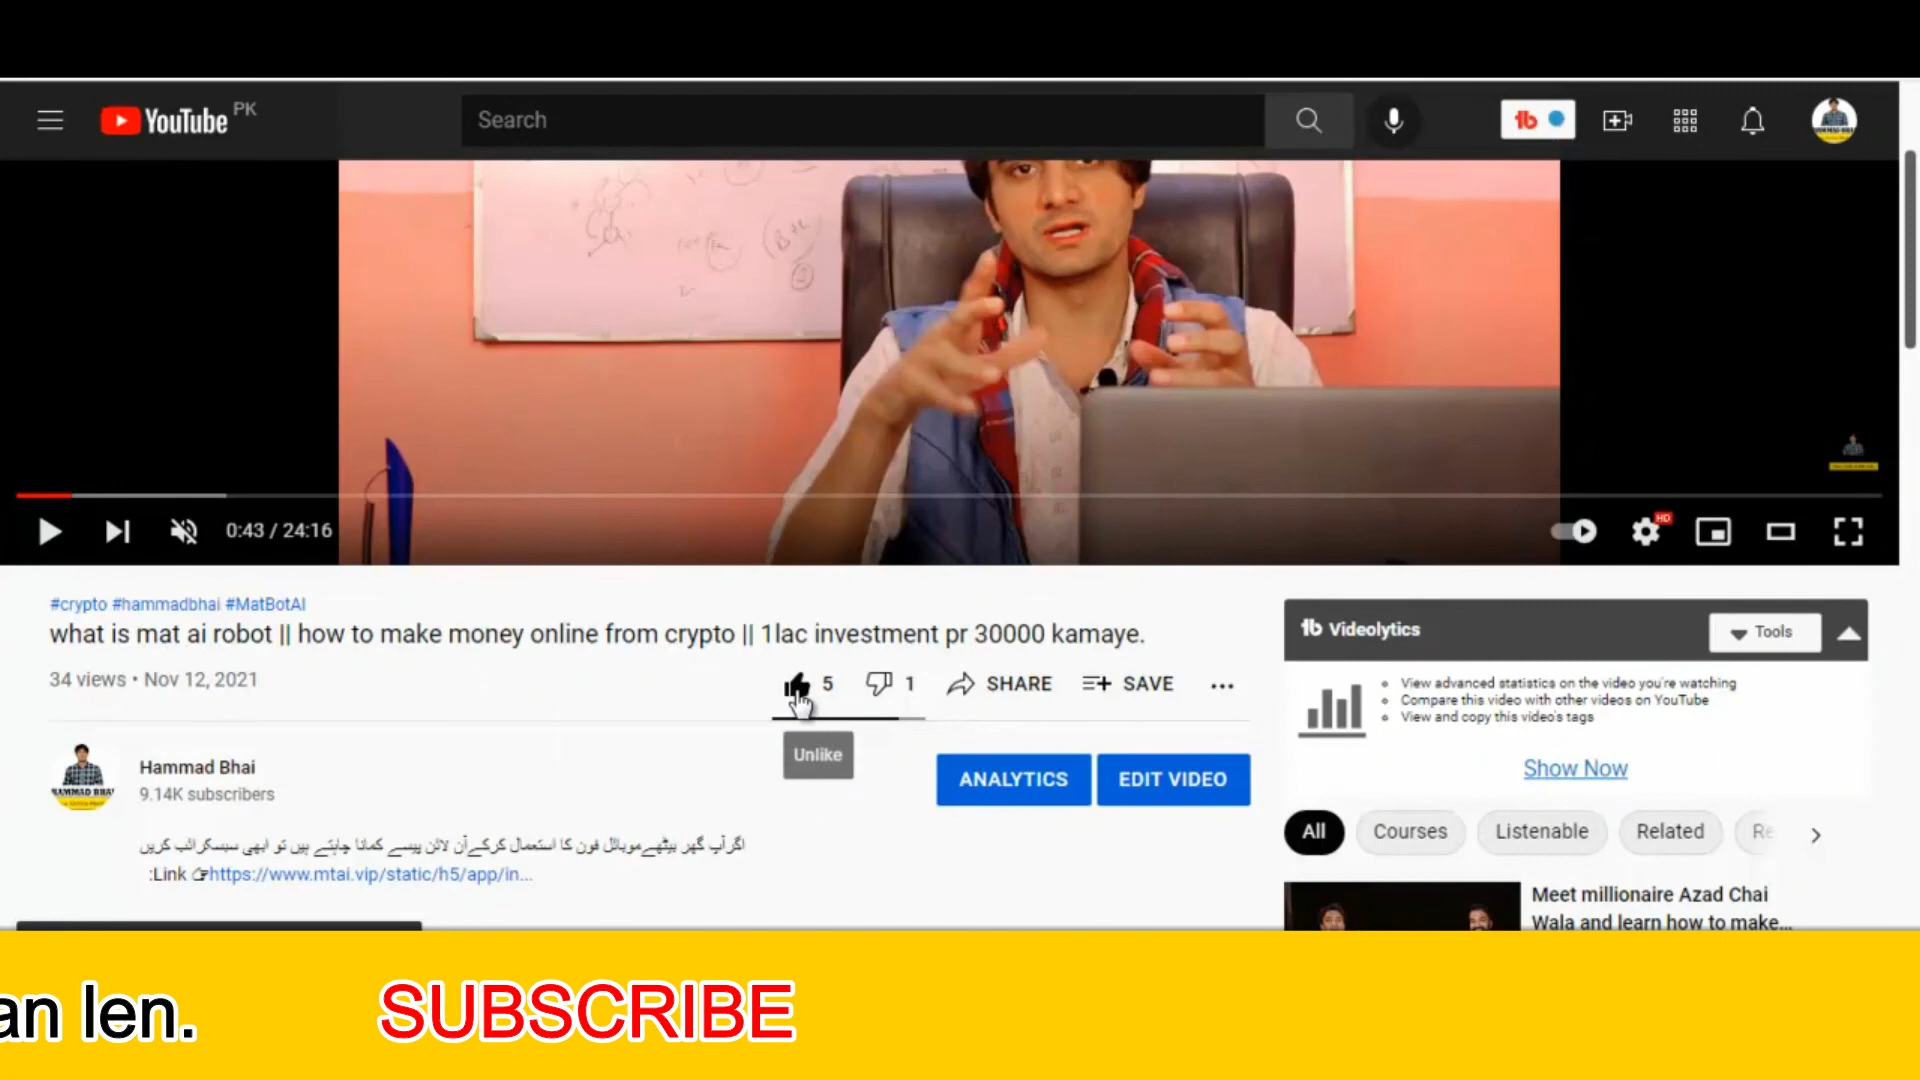 YouTube PK
Search
HD
0:43 / 24:16
#crypto #hammadbhai #MatBotAI
what is mat ai robot || how to make money online from crypto || 1lac investment pr 30000 kamaye.
34 views • Nov 12, 2021
5
1
SHARE
SAVE
Unlike
Hammad Bhai
9.14K subscribers
ANALYTICS
EDIT VIDEO
اگر آپ گھر بیٹھے موبائل فون کا استعمال کرکے آن لائن پیسے کمانا چاہتے ہیں تو ابھی سبسکرائب کریں
:Link 👉https://www.mtai.vip/static/h5/app/in...
Videolytics
Tools
View advanced statistics on the video you're watching
Compare this video with other videos on YouTube
View and copy this video's tags
Show Now
All
Courses
Listenable
Related
Re
Meet millionaire Azad Chai
Wala and learn how to make...
an len.
SUBSCRIBE